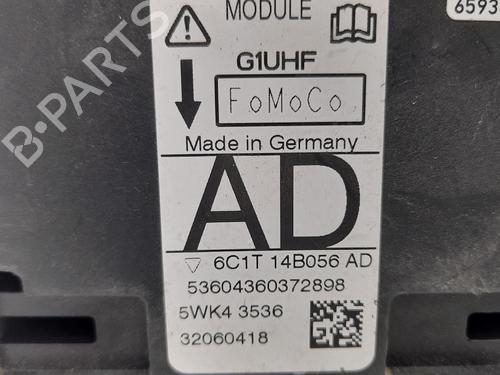 MODULE
6593
G1UHF
FoMoCo
Made in Germany
AD
6C1T 14B056 AD
53604360372898
5WK4 3536
32060418
B-PARTS